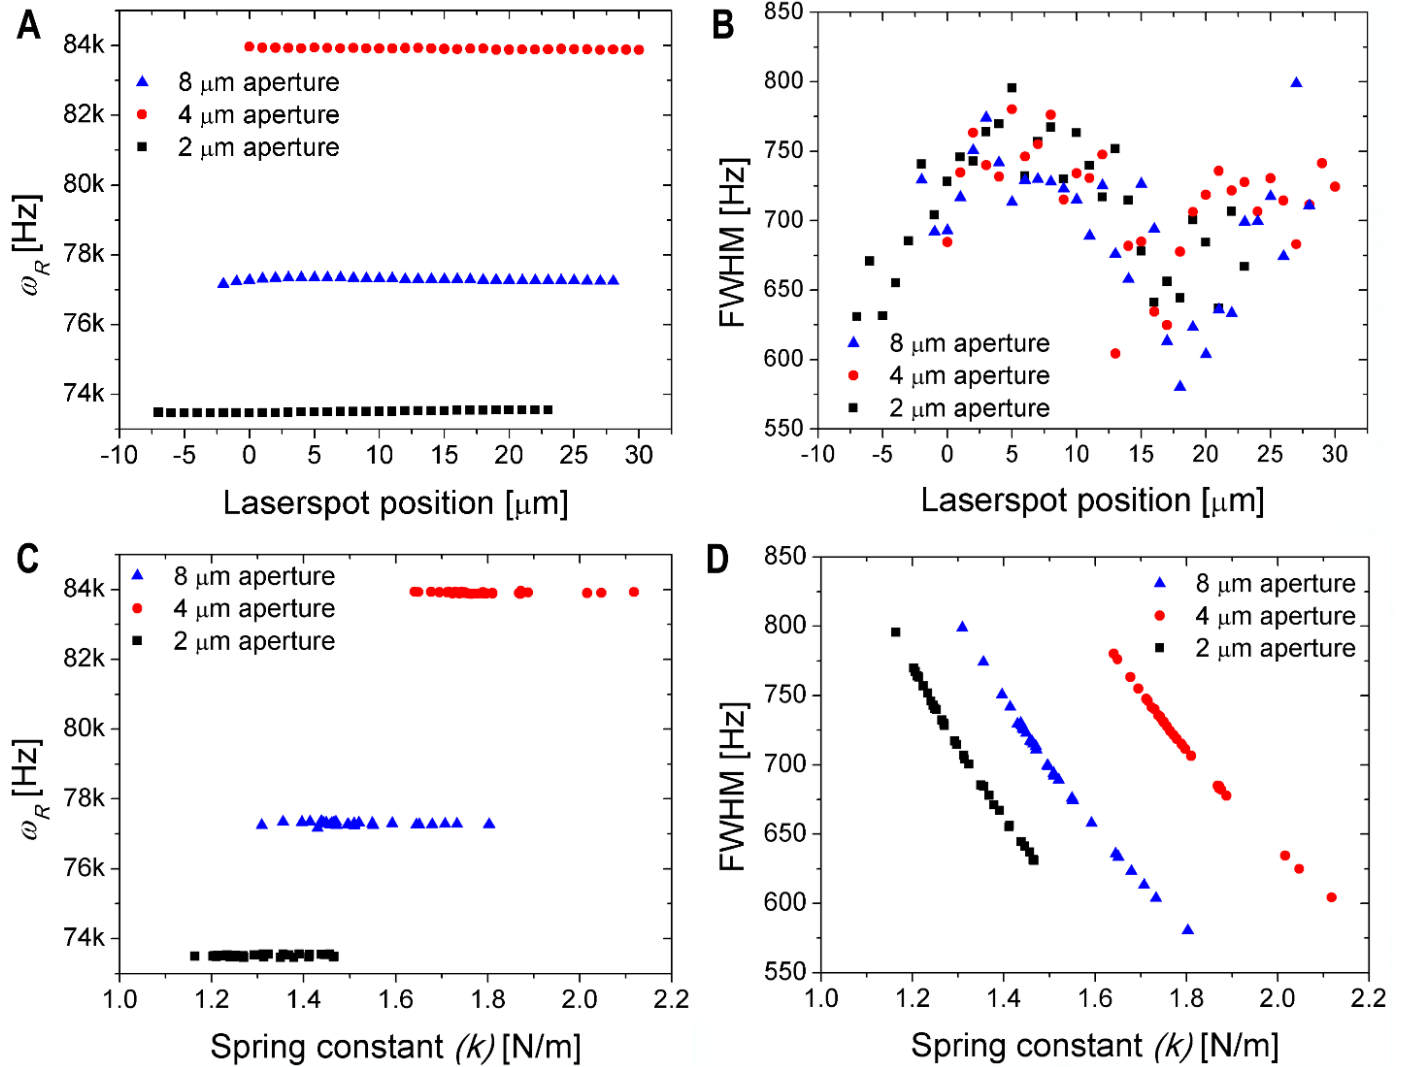 A
84k
82k
80k
78k
76k
74k
ωR [Hz]
8 μm aperture
4 μm aperture
2 μm aperture
-10 -5 0 5 10 15 20 25 30
Laserspot position [μm]
B
850
800
750
700
650
600
550
FWHM [Hz]
8 μm aperture
4 μm aperture
2 μm aperture
-10 -5 0 5 10 15 20 25 30
Laserspot position [μm]
C
84k
82k
80k
78k
76k
74k
ωR [Hz]
8 μm aperture
4 μm aperture
2 μm aperture
1.0 1.2 1.4 1.6 1.8 2.0 2.2
Spring constant (k) [N/m]
D
850
800
750
700
650
600
550
FWHM [Hz]
8 μm aperture
4 μm aperture
2 μm aperture
1.0 1.2 1.4 1.6 1.8 2.0 2.2
Spring constant (k) [N/m]